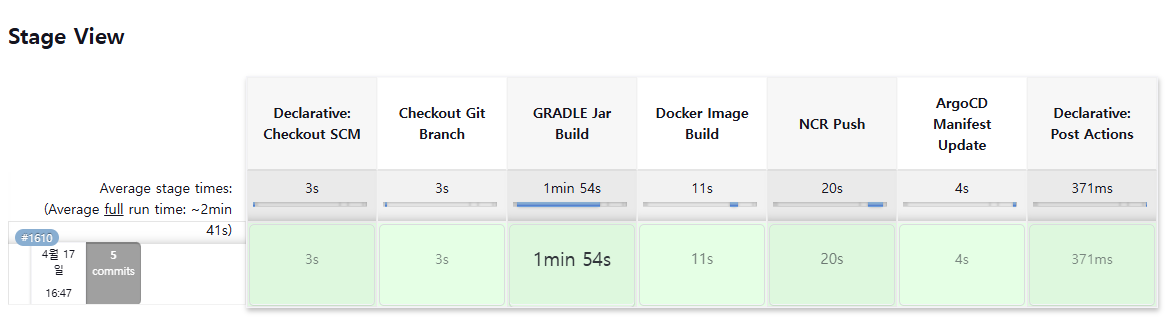 Stage View
Declarative:
Checkout SCM
Checkout Git
Branch
GRADLE Jar
Build
Docker Image
Build
NCR Push
ArgoCD
Manifest
Update
Declarative:
Post Actions
Average stage times:
(Average full run time: ~2min
41s)
3s
3s
1min 54s
11s
20s
4s
371ms
#1610
4월 17
일
16:47
5
commits
3s
3s
1min 54s
11s
20s
4s
371ms